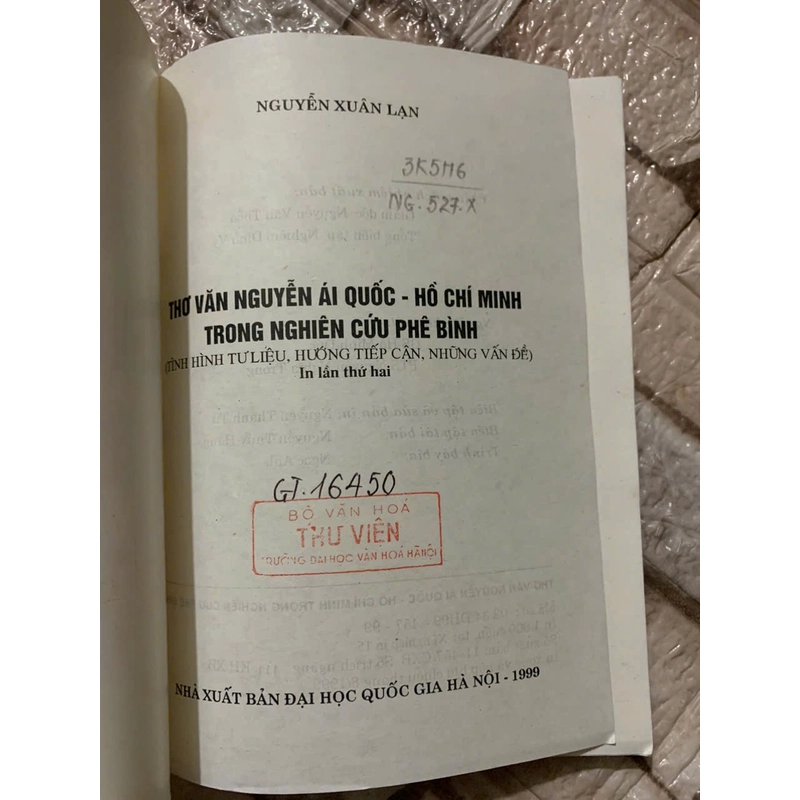 NGUYỄN XUÂN LẠN
3K5M6
NG.527.X
THƠ VĂN NGUYỄN ÁI QUỐC - HỒ CHÍ MINH
TRONG NGHIÊN CỨU PHÊ BÌNH
(TÌNH HÌNH TƯ LIỆU, HƯỚNG TIẾP CẬN, NHỮNG VẤN ĐỀ)
In lần thứ hai
GT.16450
BỘ VĂN HOÁ
THƯ VIỆN
TRƯỜNG ĐẠI HỌC VĂN HOÁ HÀ NỘI
NHÀ XUẤT BẢN ĐẠI HỌC QUỐC GIA HÀ NỘI - 1999